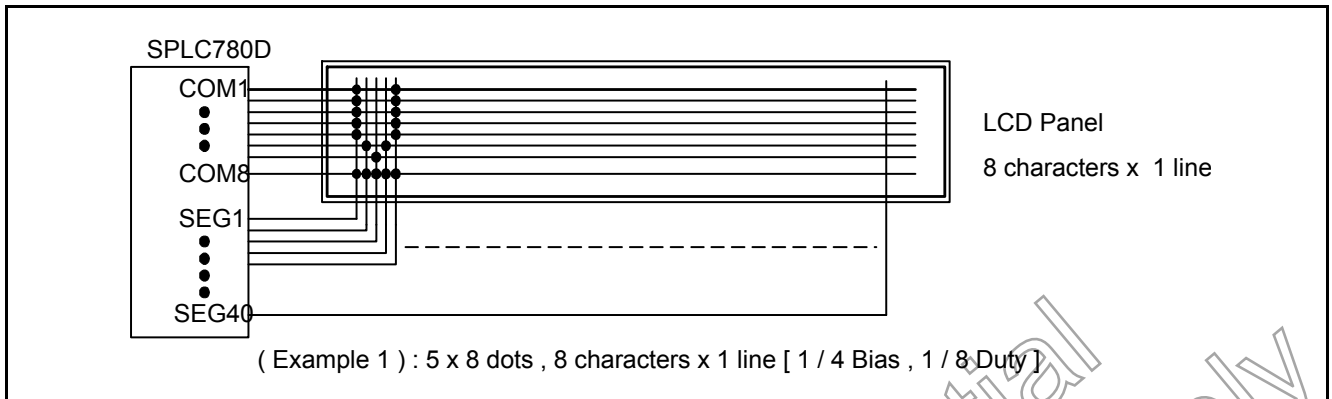 SPLC780D
COM1
COM8
SEG1
SEG40
LCD Panel
8 characters x 1 line
( Example 1 ) : 5 x 8 dots , 8 characters x 1 line [ 1 / 4 Bias , 1 / 8 Duty ]